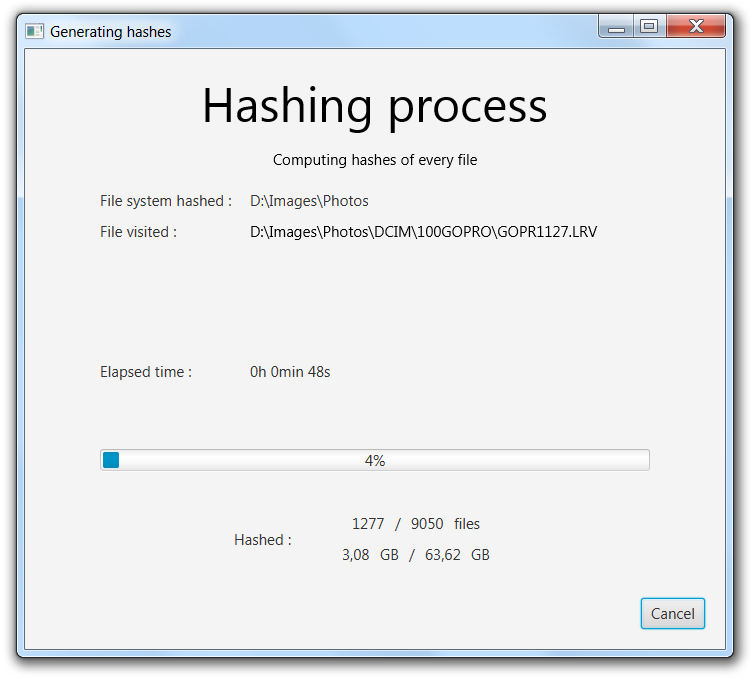 Generating hashes
Hashing process
Computing hashes of every file
File system hashed : D:\Images\Photos
File visited : D:\Images\Photos\DCIM\100GOPRO\GOPR1127.LRV
Elapsed time : 0h 0min 48s
4%
1277 / 9050 files
Hashed :
3,08 GB / 63,62 GB
Cancel